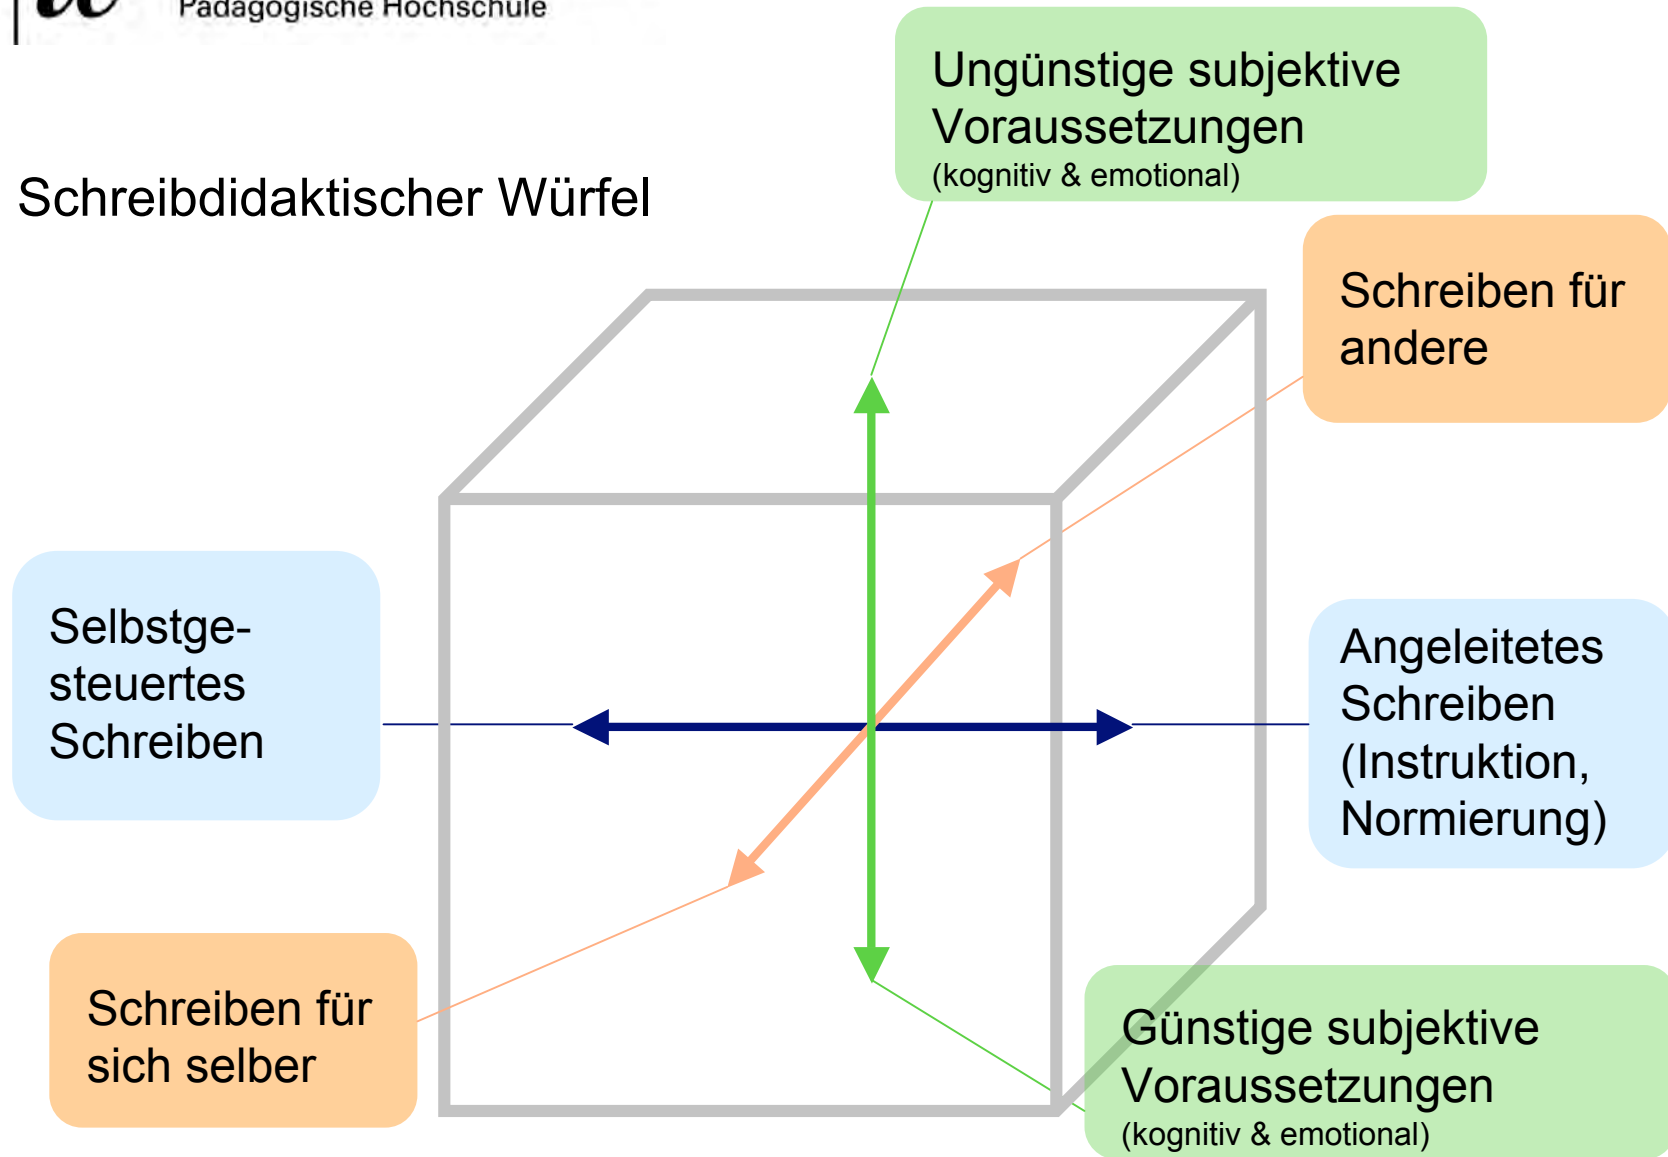 Pädagogische Hochschule
Schreibdidaktischer Würfel
Ungünstige subjektive
Voraussetzungen
(kognitiv & emotional)
Schreiben für
andere
Selbstge-
steuertes
Schreiben
Angeleitetes
Schreiben
(Instruktion,
Normierung)
Schreiben für
sich selber
Günstige subjektive
Voraussetzungen
(kognitiv & emotional)